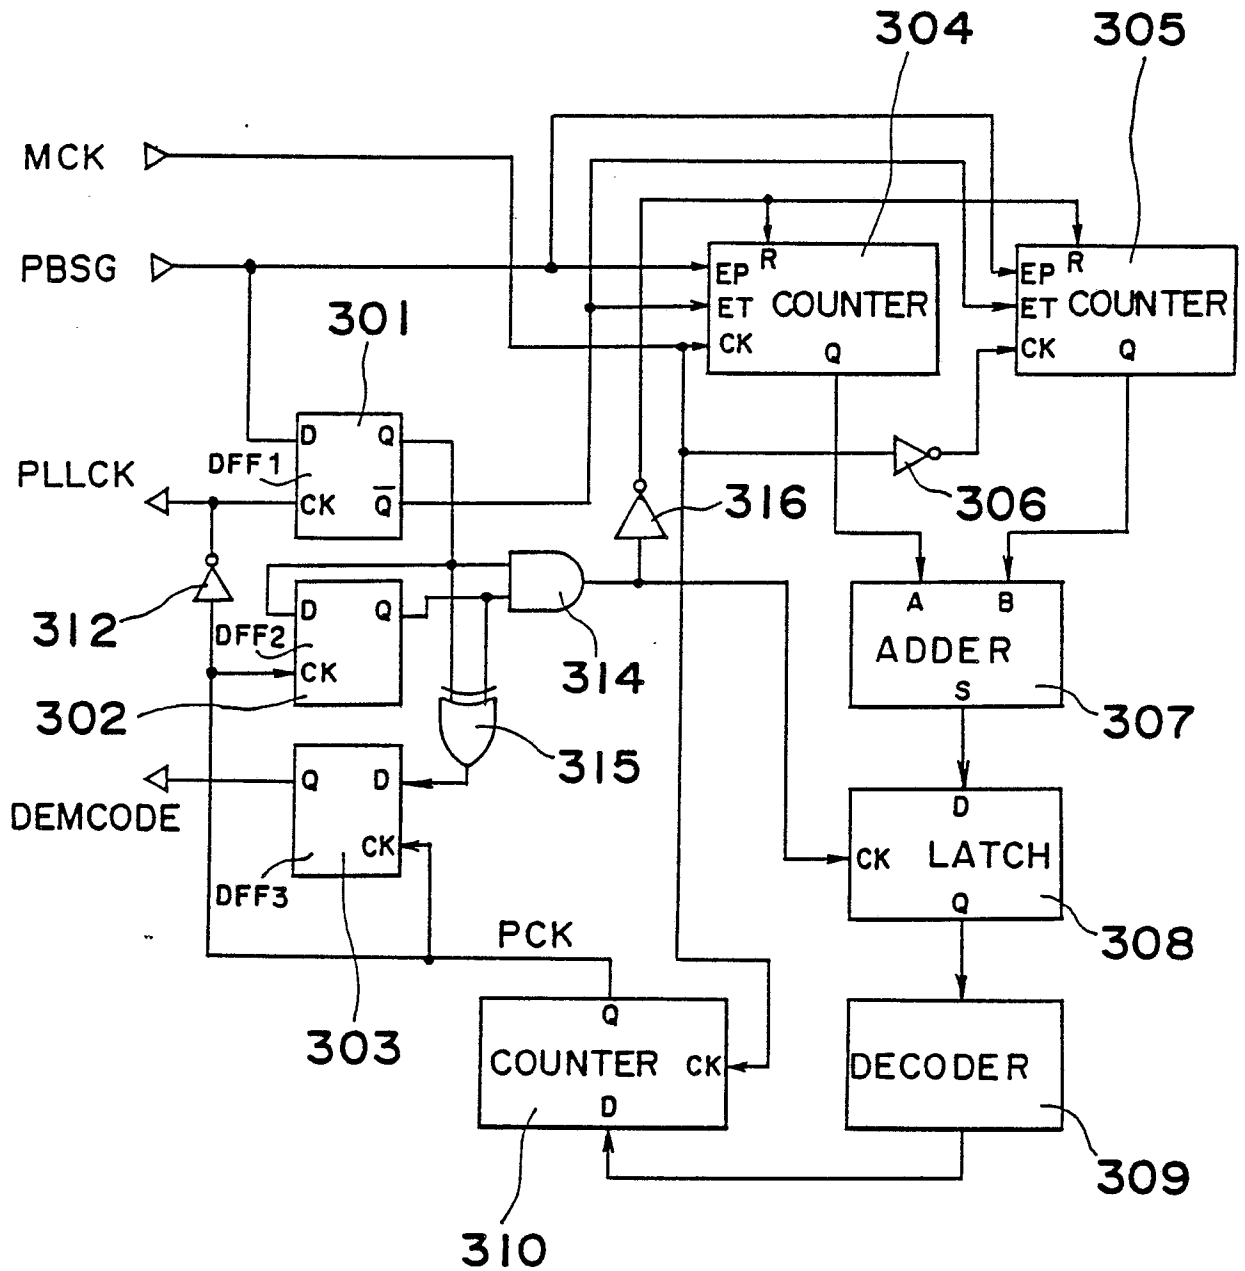 304
305
MCK
PBSG
R
EP
ET
COUNTER
CK
Q
R
EP
ET
COUNTER
CK
Q
301
D
Q
DFF1
CK
Q̅
PLLCK
316
306
312
D
Q
DFF2
CK
302
314
A
B
ADDER
S
307
315
Q
D
CK
DFF3
DEMCODE
303
D
CK
LATCH
Q
308
PCK
Q
COUNTER
CK
D
310
DECODER
309